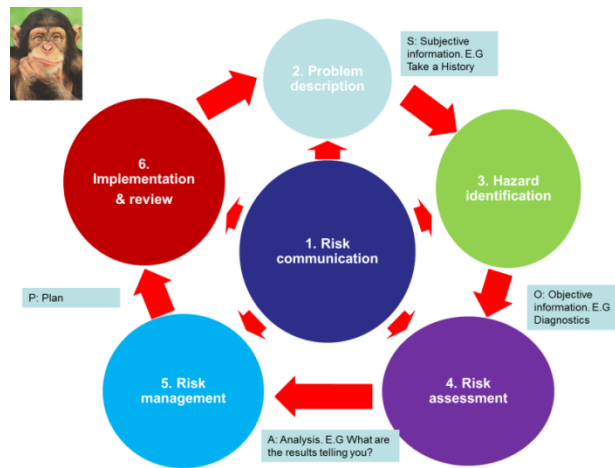 2. Problem
description
S: Subjective
information. E.G
Take a History
3. Hazard
identification
6.
Implementation
& review
1. Risk
communication
P: Plan
O: Objective
information. E.G
Diagnostics
5. Risk
management
4. Risk
assessment
A: Analysis. E.G What are
the results telling you?